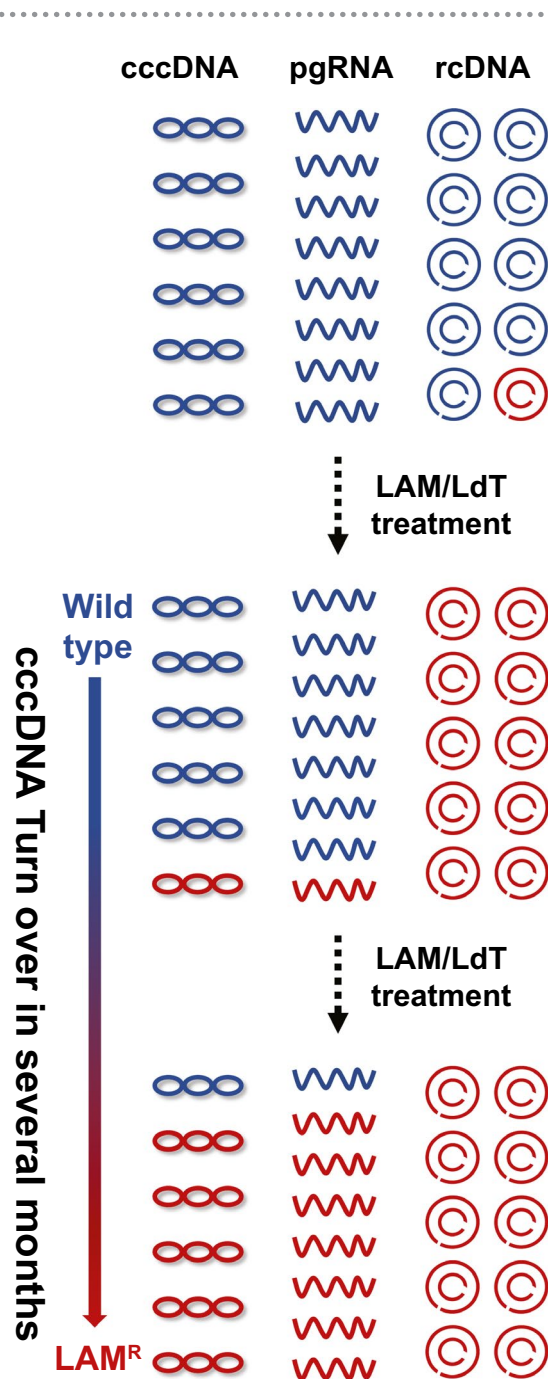 cccDNA pgRNA rcDNA
LAM/LdT
treatment
Wild
type
cccDNA Turn over in several months
LAM/LdT
treatment
LAMᴿ